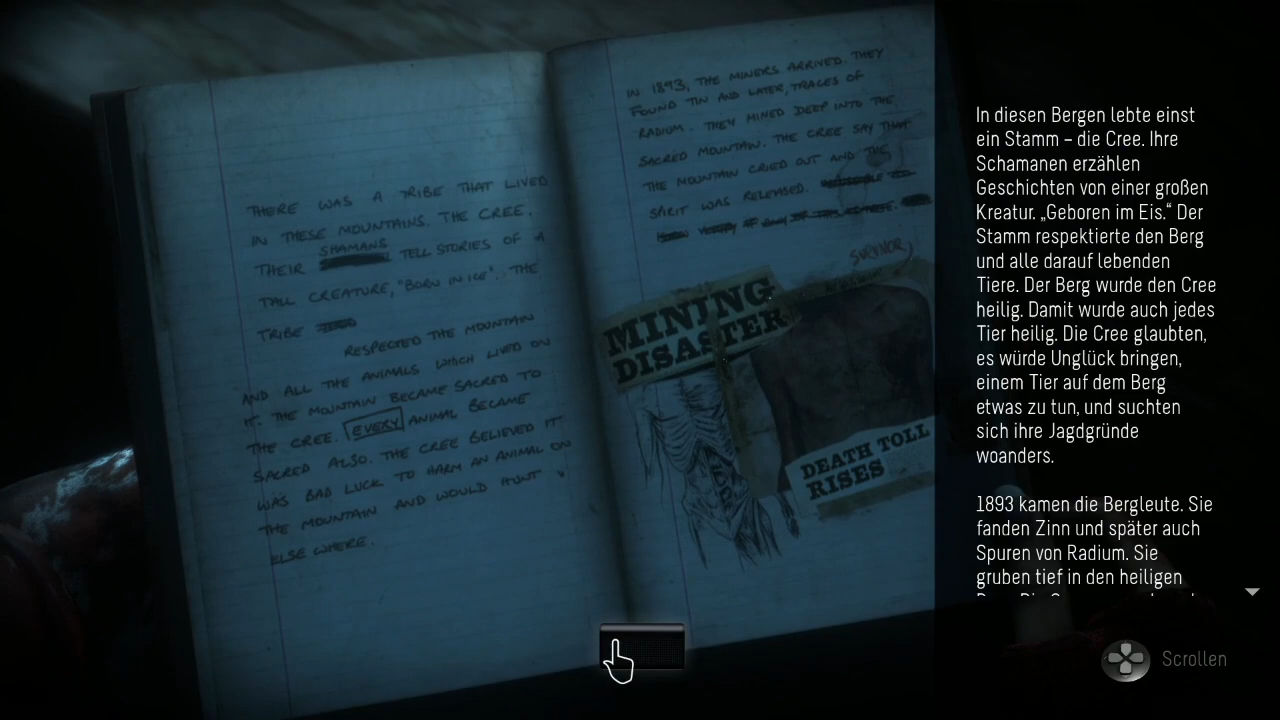 THERE WAS A TRIBE THAT LIVED
IN THESE MOUNTAINS. THE CREE.
SHAMANS
THEIR TELL STORIES OF A
TALL CREATURE, "BORN IN ICE". THE
TRIBE
RESPECTED THE MOUNTAIN
AND ALL THE ANIMALS WHICH LIVED ON
IT. THE MOUNTAIN BECAME SACRED TO
THE CREE. EVERY ANIMAL BECAME
SACRED ALSO. THE CREE BELIEVED IT
WAS BAD LUCK TO HARM AN ANIMAL ON
THE MOUNTAIN AND WOULD HUNT
ELSE WHERE.
IN 1893, THE MINERS ARRIVED. THEY
FOUND TIN AND LATER, TRACES OF
RADIUM. THEY MINED DEEP INTO THE
SACRED MOUNTAIN. THE CREE SAY THAT
THE MOUNTAIN CRIED OUT AND THE
SPIRIT WAS RELEASED.
SURVIVOR)
MINING
DISASTER
DEATH TOLL
RISES
In diesen Bergen lebte einst
ein Stamm – die Cree. Ihre
Schamanen erzählen
Geschichten von einer großen
Kreatur. „Geboren im Eis.“ Der
Stamm respektierte den Berg
und alle darauf lebenden
Tiere. Der Berg wurde den Cree
heilig. Damit wurde auch jedes
Tier heilig. Die Cree glaubten,
es würde Unglück bringen,
einem Tier auf dem Berg
etwas zu tun, und suchten
sich ihre Jagdgründe
woanders.
1893 kamen die Bergleute. Sie
fanden Zinn und später auch
Spuren von Radium. Sie
gruben tief in den heiligen
Scrollen